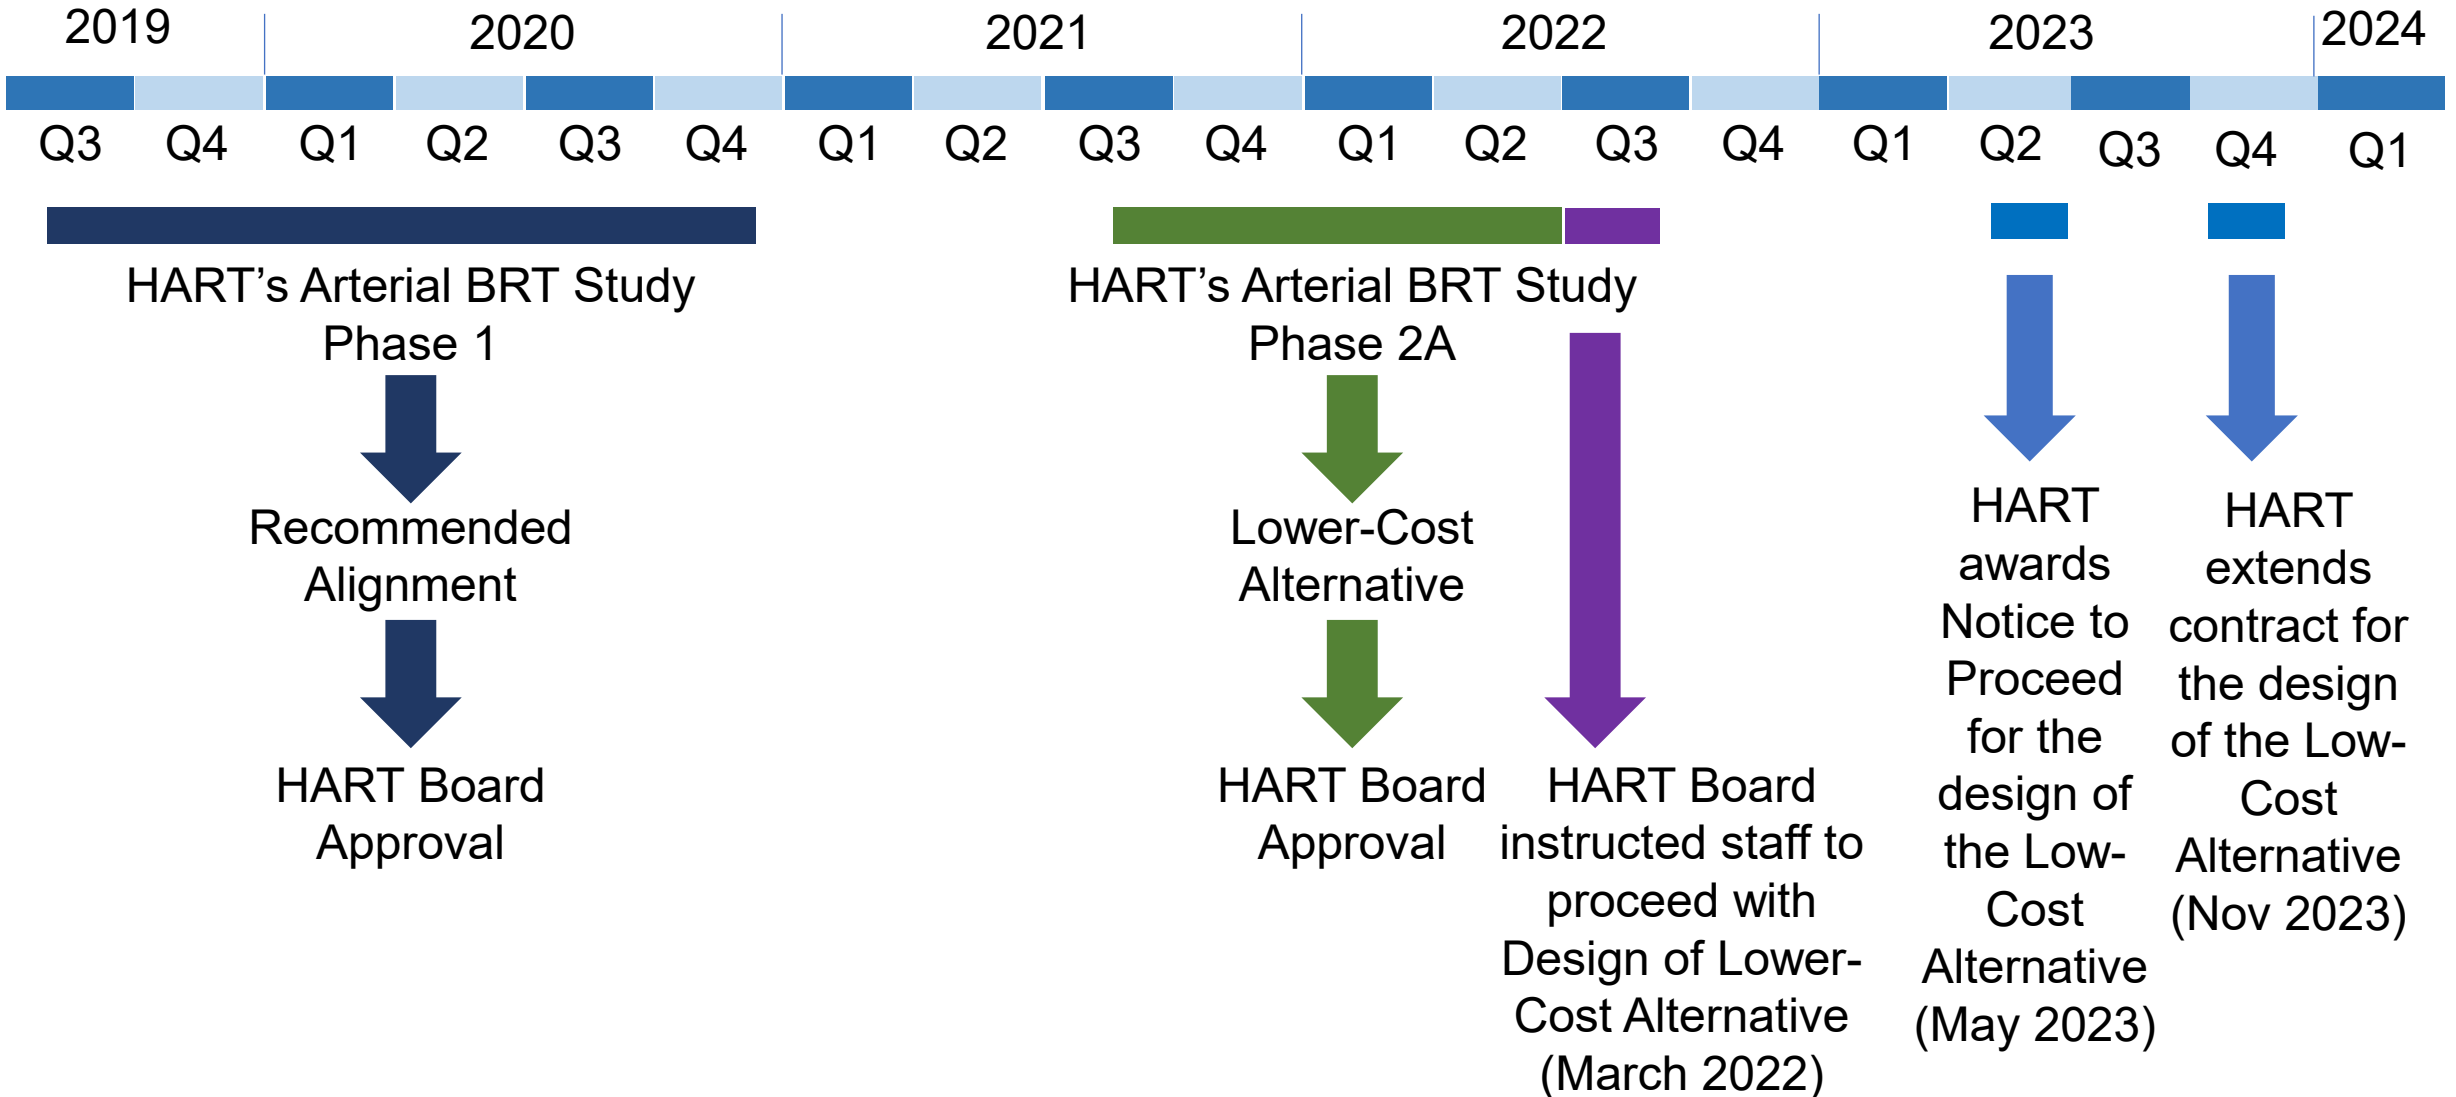 2019
2020
2021
2022
2023
2024
Q3
Q4
Q1
Q2
Q3
Q4
Q1
Q2
Q3
Q4
Q1
Q2
Q3
Q4
Q1
Q2
Q3
Q4
Q1
HART's Arterial BRT Study
Phase 1
Recommended
Alignment
HART Board
Approval
HART's Arterial BRT Study
Phase 2A
Lower-Cost
Alternative
HART Board
Approval
HART Board
instructed staff to
proceed with
Design of Lower-
Cost Alternative
(March 2022)
HART
awards
Notice to
Proceed
for the
design of
the Low-
Cost
Alternative
(May 2023)
HART
extends
contract for
the design
of the Low-
Cost
Alternative
(Nov 2023)